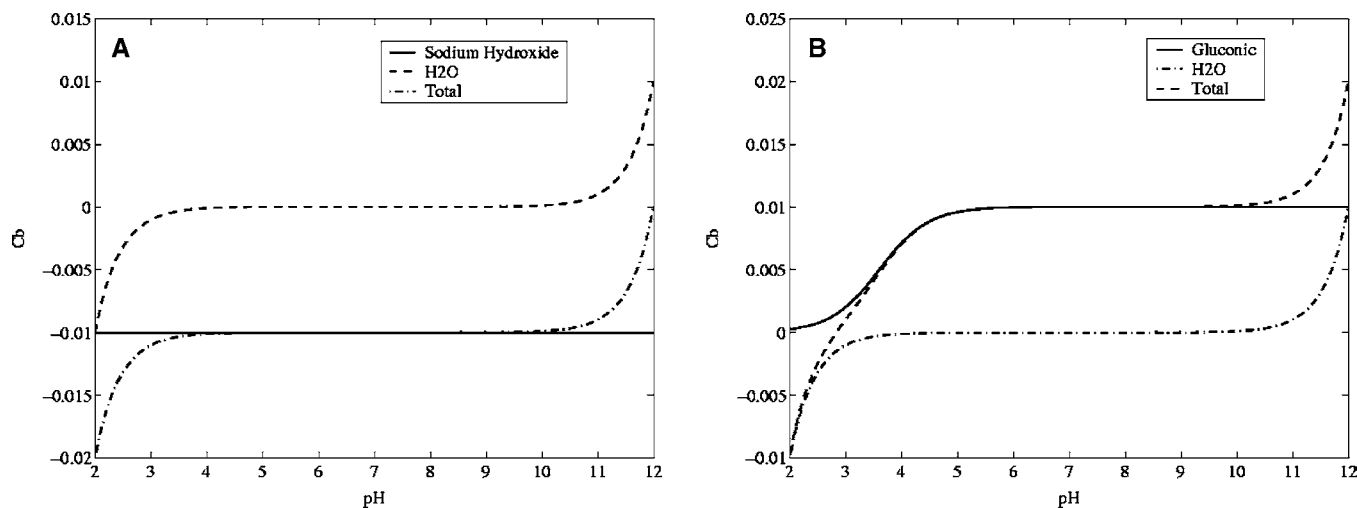 A
Sodium Hydroxide
H2O
Total
0.015
0.01
0.005
0
−0.005
−0.01
−0.015
−0.02
Cb
2 3 4 5 6 7 8 9 10 11 12
pH
B
Gluconic
H2O
Total
0.025
0.02
0.015
0.01
0.005
0
−0.005
−0.01
Cb
2 3 4 5 6 7 8 9 10 11 12
pH